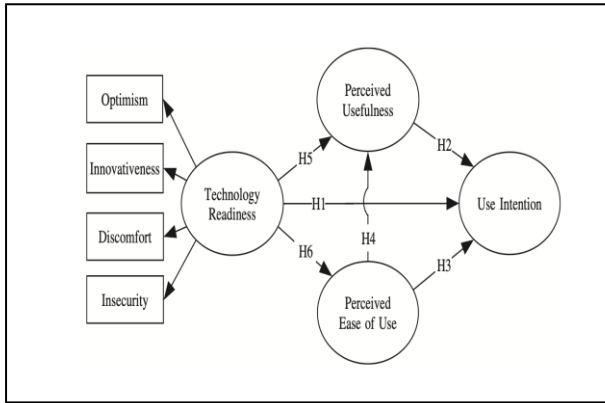 Optimism
Innovativeness
Discomfort
Insecurity
Technology
Readiness
Perceived
Usefulness
Perceived
Ease of Use
Use Intention
H5
H2
H1
H4
H6
H3